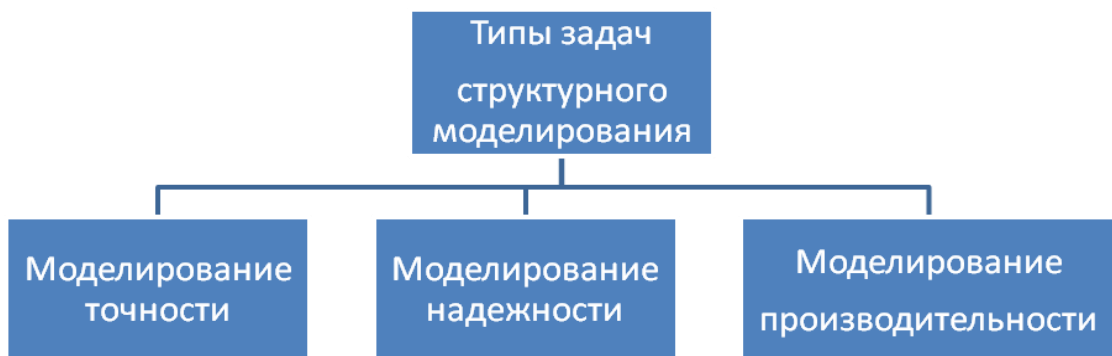 Типы задач
структурного
моделирования
Моделирование
точности
Моделирование
надежности
Моделирование
производительности